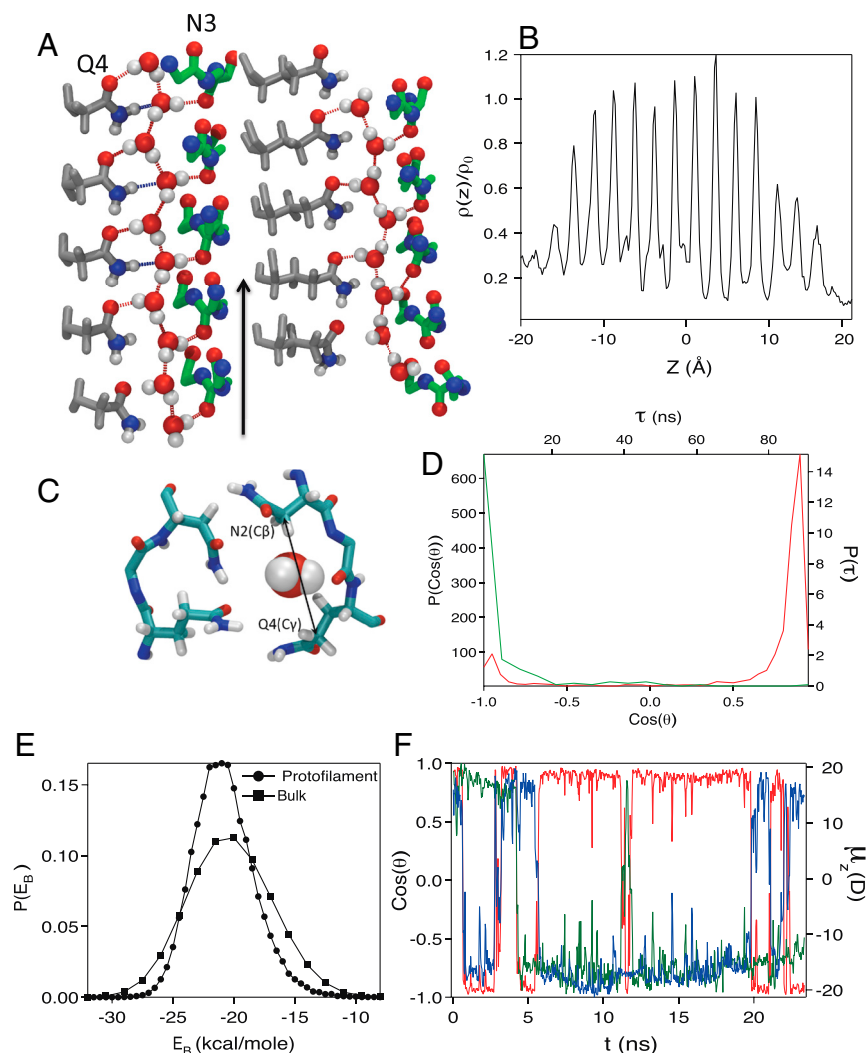 A
Q4
N3
B
1.2
1.0
0.8
0.6
0.4
0.2
ρ(z)/ρ₀
-20
-10
0
10
20
Z (Å)
C
N2(Cβ)
Q4(Cγ)
D
τ (ns)
20
40
60
80
600
500
400
300
200
100
P(Cos(θ))
14
12
10
8
6
4
2
0
P(τ)
-1.0
-0.5
0.0
0.5
Cos(θ)
E
Protofilament
Bulk
0.15
0.10
0.05
0.00
P(E_B)
-30
-25
-20
-15
-10
E_B (kcal/mole)
F
1.0
0.5
0.0
-0.5
-1.0
Cos(θ)
20
10
0
-10
-20
μ_z (D)
0
5
10
15
20
t (ns)